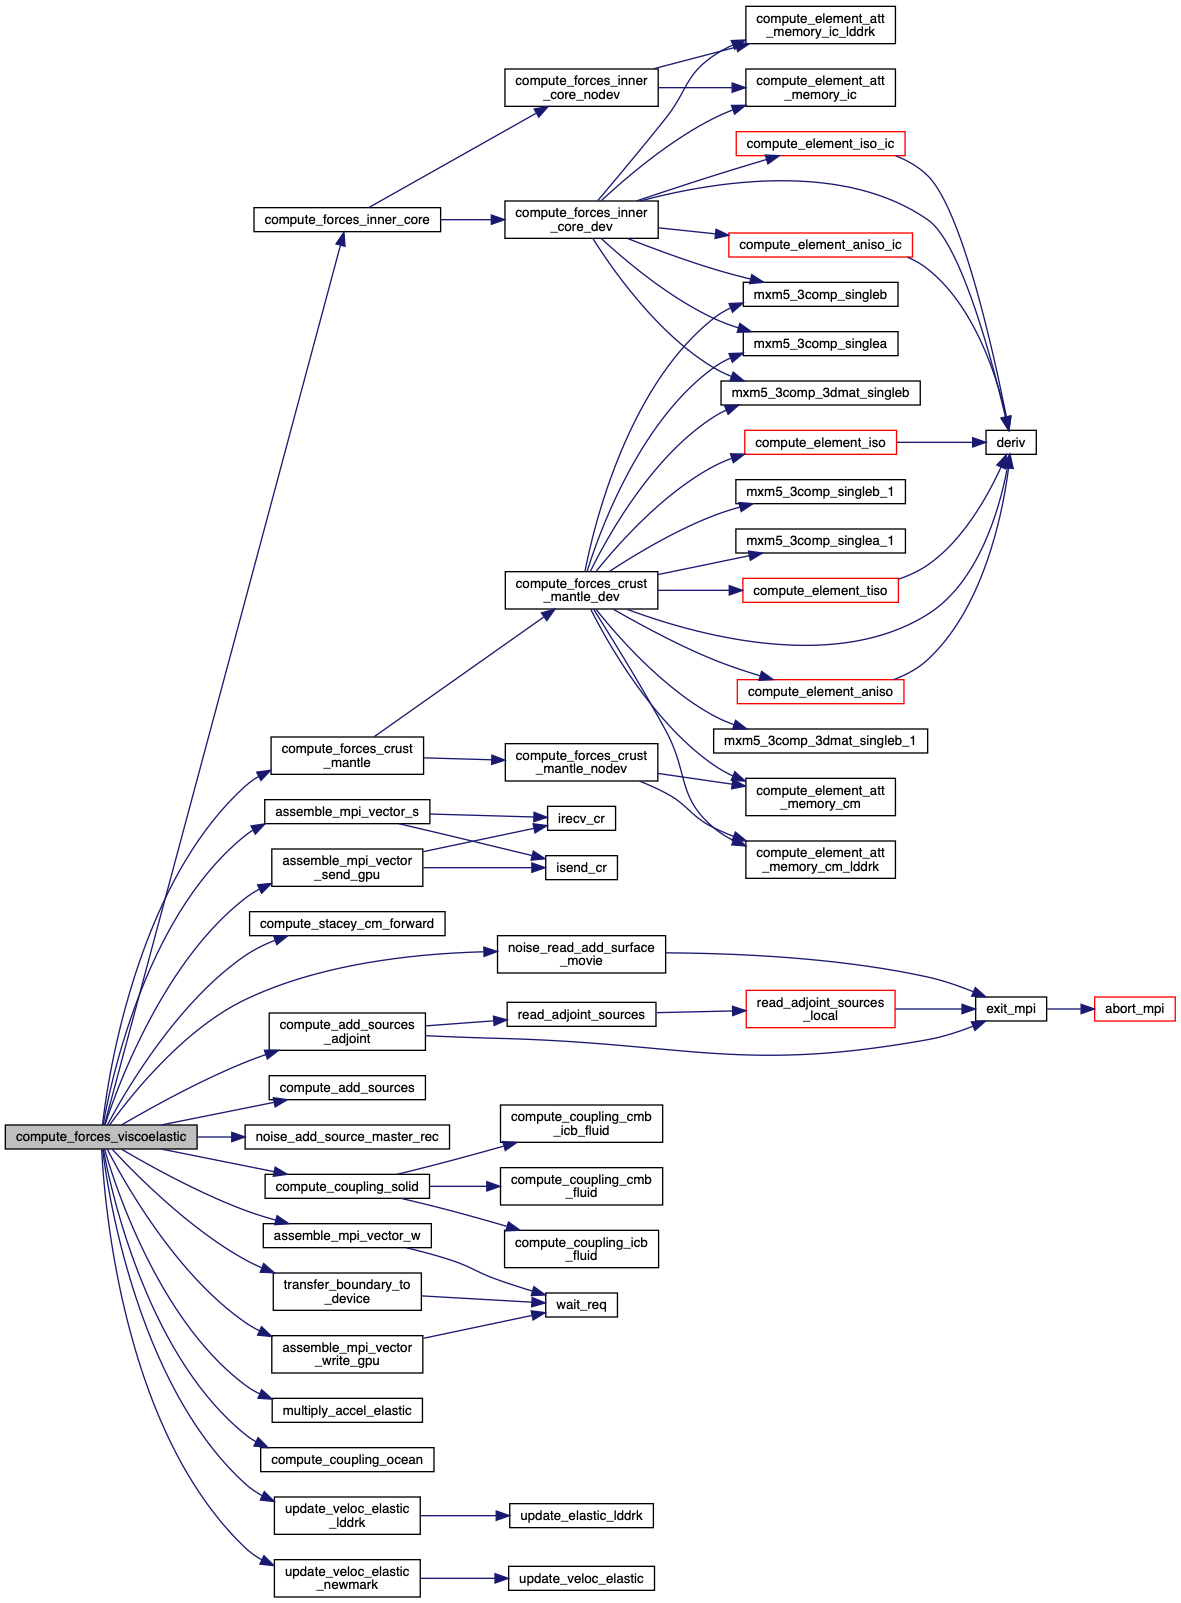 compute_element_att
_memory_ic_lddrk
compute_forces_inner
_core_nodev
compute_element_att
_memory_ic
compute_element_iso_ic
compute_forces_inner_core
compute_forces_inner
_core_dev
compute_element_aniso_ic
mxm5_3comp_singleb
mxm5_3comp_singlea
mxm5_3comp_3dmat_singleb
compute_element_iso
deriv
mxm5_3comp_singleb_1
mxm5_3comp_singlea_1
compute_forces_crust
_mantle_dev
compute_element_tiso
compute_element_aniso
mxm5_3comp_3dmat_singleb_1
compute_forces_crust
_mantle
compute_forces_crust
_mantle_nodev
compute_element_att
_memory_cm
assemble_mpi_vector_s
irecv_cr
assemble_mpi_vector
_send_gpu
isend_cr
compute_element_att
_memory_cm_lddrk
compute_stacey_cm_forward
noise_read_add_surface
_movie
compute_add_sources
_adjoint
read_adjoint_sources
read_adjoint_sources
_local
exit_mpi
abort_mpi
compute_add_sources
compute_forces_viscoelastic
noise_add_source_master_rec
compute_coupling_cmb
_icb_fluid
compute_coupling_solid
compute_coupling_cmb
_fluid
assemble_mpi_vector_w
compute_coupling_icb
_fluid
transfer_boundary_to
_device
wait_req
assemble_mpi_vector
_write_gpu
multiply_accel_elastic
compute_coupling_ocean
update_veloc_elastic
_lddrk
update_elastic_lddrk
update_veloc_elastic
_newmark
update_veloc_elastic